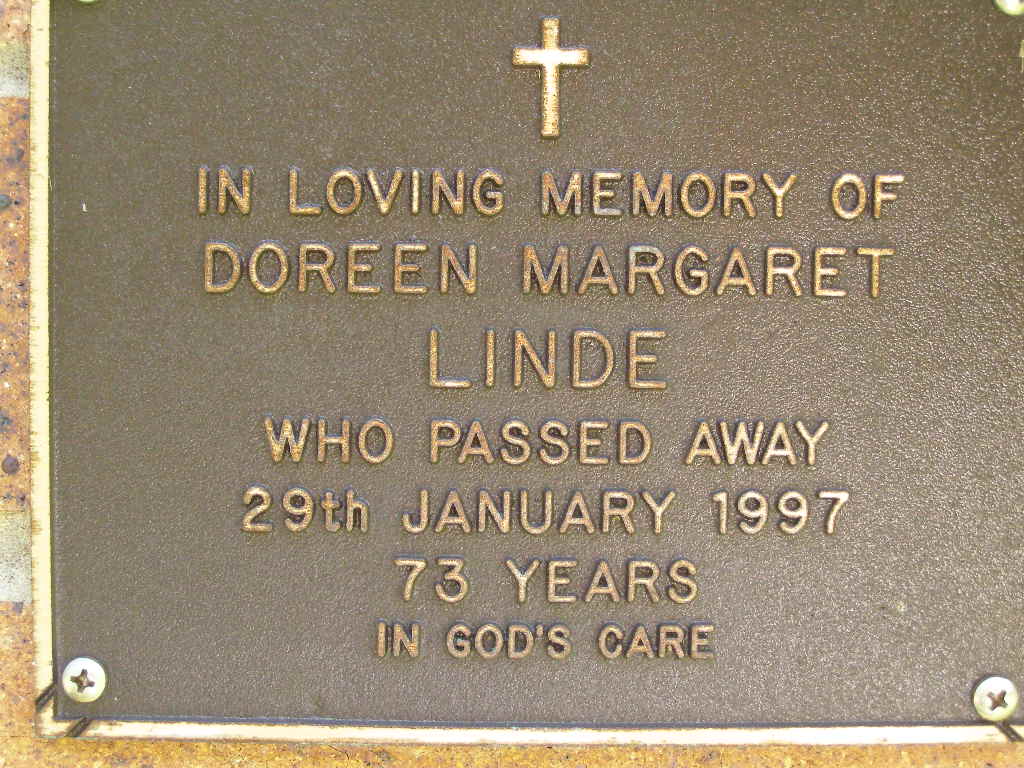 IN LOVING MEMORY OF
DOREEN MARGARET
LINDE
WHO PASSED AWAY
29th JANUARY 1997
73 YEARS
IN GOD'S CARE